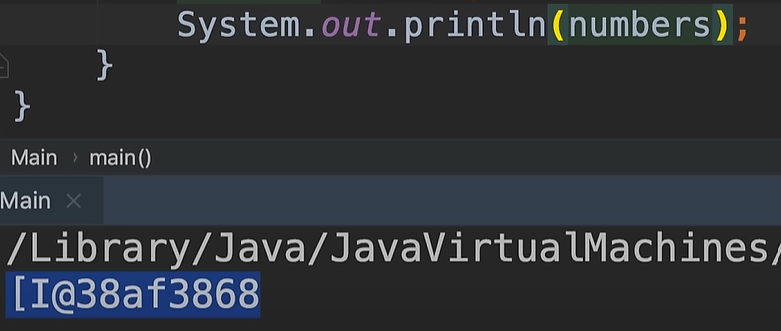 System.out.println(numbers);
}
}
Main › main()
Main ×
/Library/Java/JavaVirtualMachines/
[I@38af3868